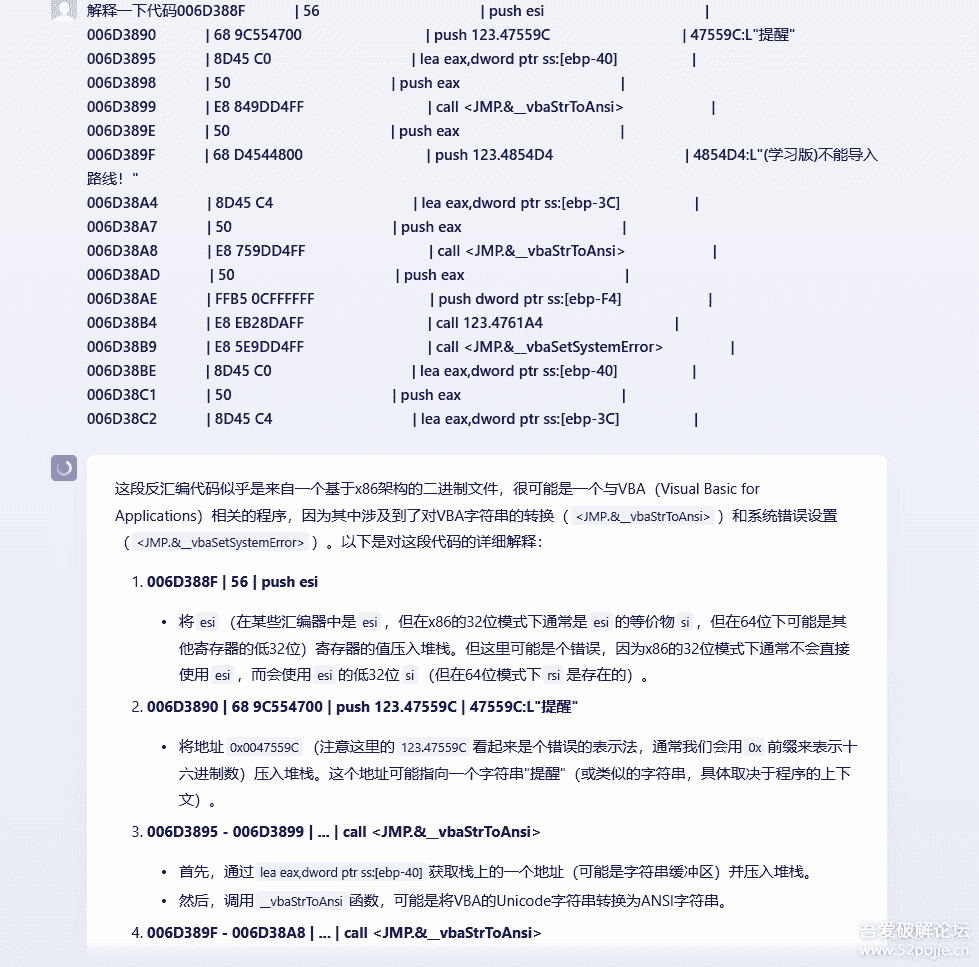 解释一下代码006D388F | 56 | push esi |
006D3890 | 68 9C554700 | push 123.47559C | 47559C:L"提醒"
006D3895 | 8D45 C0 | lea eax,dword ptr ss:[ebp-40] |
006D3898 | 50 | push eax |
006D3899 | E8 849DD4FF | call <JMP.&__vbaStrToAnsi> |
006D389E | 50 | push eax |
006D389F | 68 D4544800 | push 123.4854D4 | 4854D4:L"(学习版)不能导入
路线！"
006D38A4 | 8D45 C4 | lea eax,dword ptr ss:[ebp-3C] |
006D38A7 | 50 | push eax |
006D38A8 | E8 759DD4FF | call <JMP.&__vbaStrToAnsi> |
006D38AD | 50 | push eax |
006D38AE | FFB5 0CFFFFFF | push dword ptr ss:[ebp-F4] |
006D38B4 | E8 EB28DAFF | call 123.4761A4 |
006D38B9 | E8 5E9DD4FF | call <JMP.&__vbaSetSystemError> |
006D38BE | 8D45 C0 | lea eax,dword ptr ss:[ebp-40] |
006D38C1 | 50 | push eax |
006D38C2 | 8D45 C4 | lea eax,dword ptr ss:[ebp-3C] |
这段反汇编代码似乎是来自一个基于x86架构的二进制文件，很可能是一个与VBA（Visual Basic for
Applications）相关的程序，因为其中涉及到了对VBA字符串的转换（ <JMP.&__vbaStrToAnsi> ）和系统错误设置
（ <JMP.&__vbaSetSystemError> ）。以下是对这段代码的详细解释：
1. 006D388F | 56 | push esi
• 将 esi （在某些汇编器中是 esi ，但在x86的32位模式下通常是 esi 的等价物 si ，但在64位下可能是其
他寄存器的低32位）寄存器的值压入堆栈。但这里可能是个错误，因为x86的32位模式下通常不会直接
使用 esi ，而会使用 esi 的低32位 si （但在64位模式下 rsi 是存在的）。
2. 006D3890 | 68 9C554700 | push 123.47559C | 47559C:L"提醒"
• 将地址 0x0047559C （注意这里的 123.47559C 看起来是个错误的表示法，通常我们会用 0x 前缀来表示十
六进制数）压入堆栈。这个地址可能指向一个字符串"提醒"（或类似的字符串，具体取决于程序的上下
文）。
3. 006D3895 - 006D3899 | ... | call <JMP.&__vbaStrToAnsi>
• 首先，通过 lea eax,dword ptr ss:[ebp-40] 获取栈上的一个地址（可能是字符串缓冲区）并压入堆栈。
• 然后，调用 __vbaStrToAnsi 函数，可能是将VBA的Unicode字符串转换为ANSI字符串。
4. 006D389F - 006D38A8 | ... | call <JMP.&__vbaStrToAnsi>
吾爱破解论坛
www.52pojie.cn